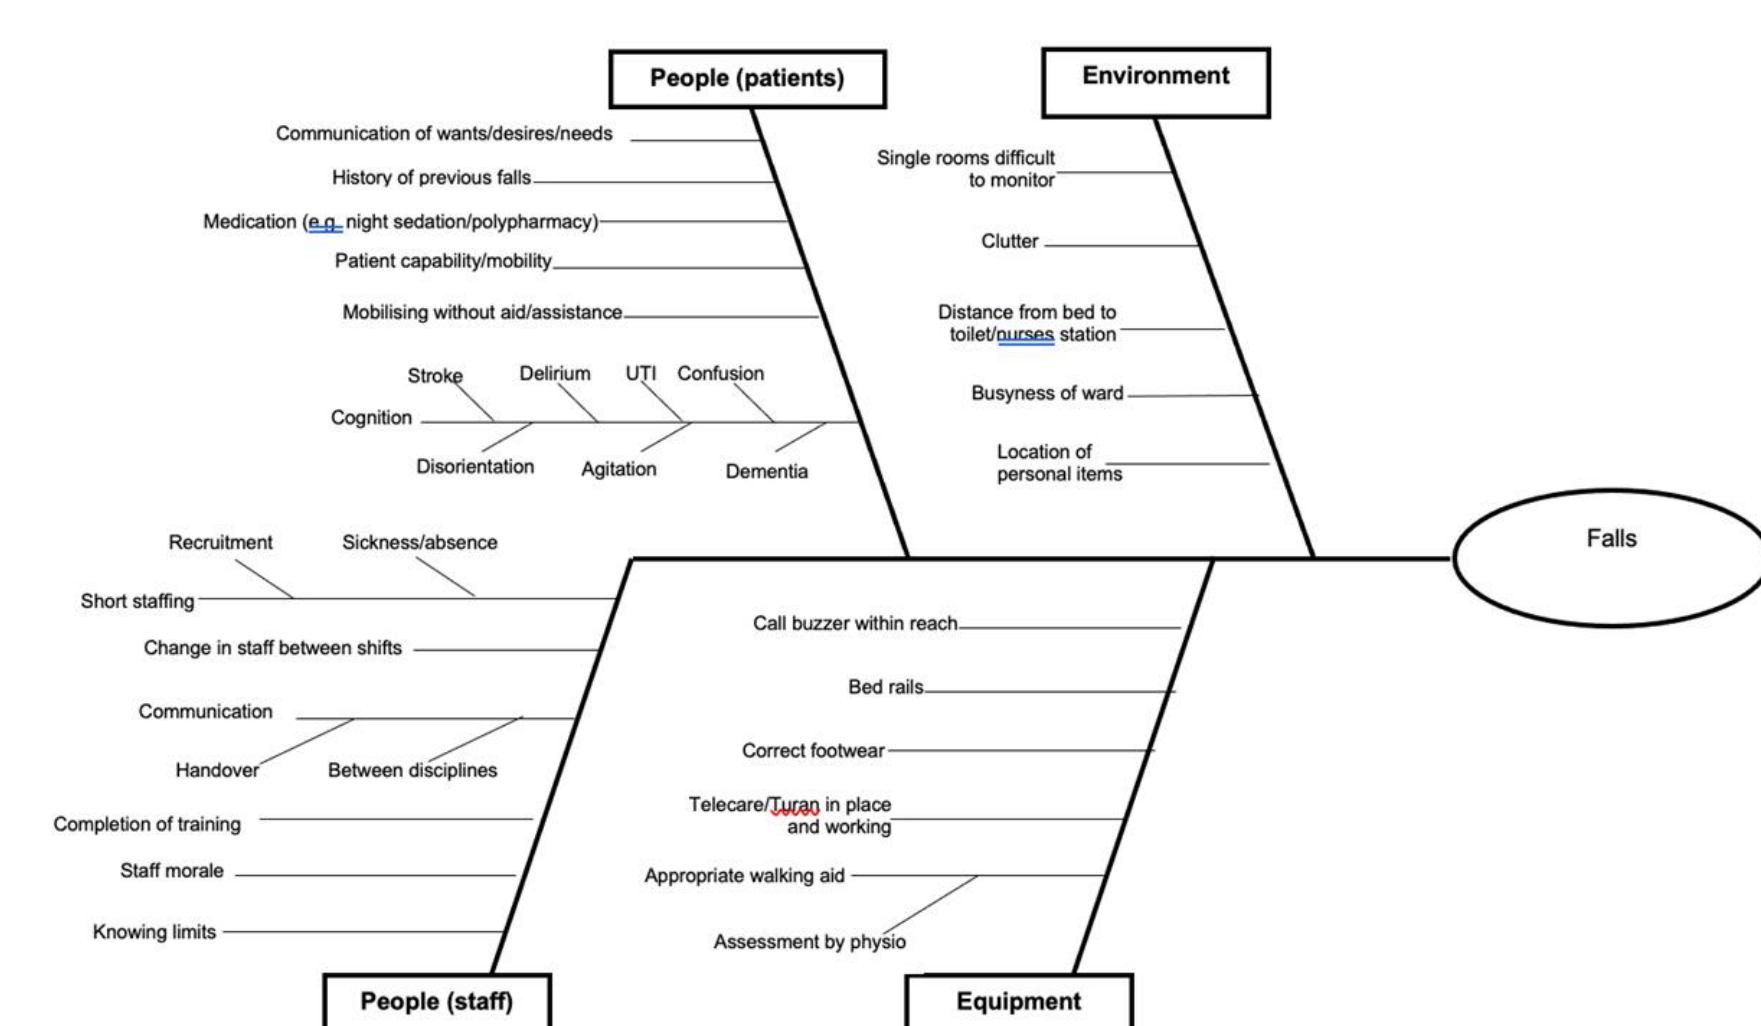 People (patients)
Environment
Communication of wants/desires/needs
History of previous falls
Medication (e.g. night sedation/polypharmacy)
Patient capability/mobility
Mobilising without aid/assistance
Stroke
Delirium
UTI
Confusion
Cognition
Disorientation
Agitation
Dementia
Single rooms difficult
to monitor
Clutter
Distance from bed to
toilet/nurses station
Busyness of ward
Location of
personal items
Falls
Recruitment
Sickness/absence
Short staffing
Change in staff between shifts
Communication
Handover
Between disciplines
Completion of training
Staff morale
Knowing limits
Call buzzer within reach
Bed rails
Correct footwear
Telecare/Turan in place
and working
Appropriate walking aid
Assessment by physio
People (staff)
Equipment